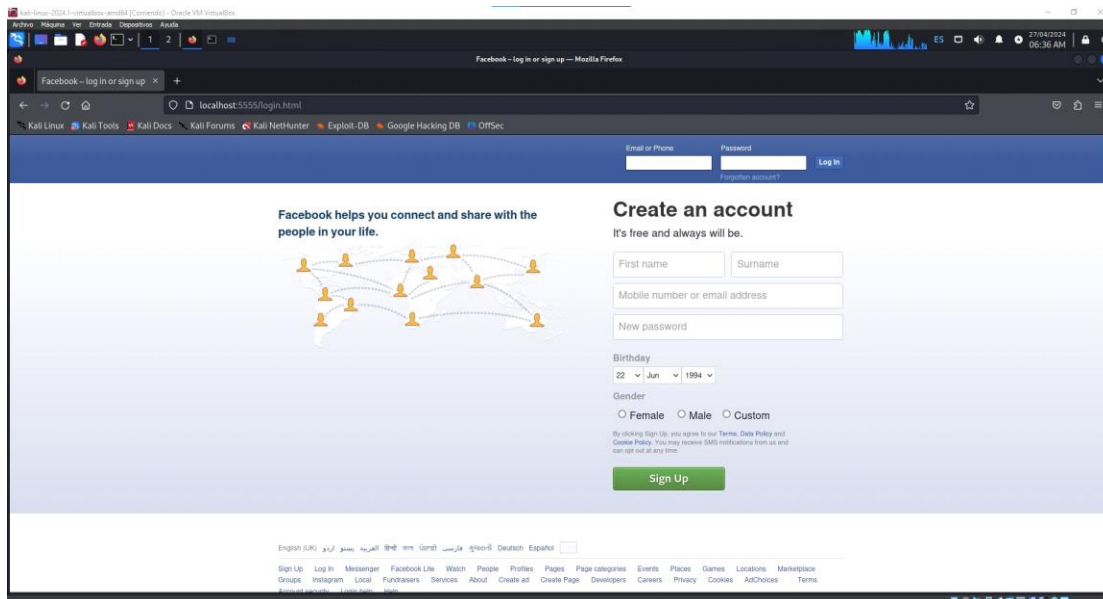 kali-linux-2024.1-virtualbox-amd64 [Corriendo] - Oracle VM VirtualBox
Archivo Máquina Ver Entrada Dispositivos Ayuda
1 2
ES
27/04/2024
06:36 AM
Facebook – log in or sign up — Mozilla Firefox
Facebook – log in or sign up
localhost:5555/login.html
Kali Linux Kali Tools Kali Docs Kali Forums Kali NetHunter Exploit-DB Google Hacking DB OffSec
Email or Phone Password
Log In
Forgotten account?
Facebook helps you connect and share with the
people in your life.
Create an account
It's free and always will be.
First name Surname
Mobile number or email address
New password
Birthday
22 Jun 1994
Gender
Female Male Custom
By clicking Sign Up, you agree to our Terms, Data Policy and
Cookie Policy. You may receive SMS notifications from us and
can opt out at any time.
Sign Up
English (UK) اردو پښتو العربية हिन्दी বাংলা ਪੰਜਾਬੀ فارسی ગુજરાતી Deutsch Español
Sign Up Log In Messenger Facebook Lite Watch People Profiles Pages Page categories Events Places Games Locations Marketplace
Groups Instagram Local Fundraisers Services About Create ad Create Page Developers Careers Privacy Cookies AdChoices Terms
Account security Login help Help